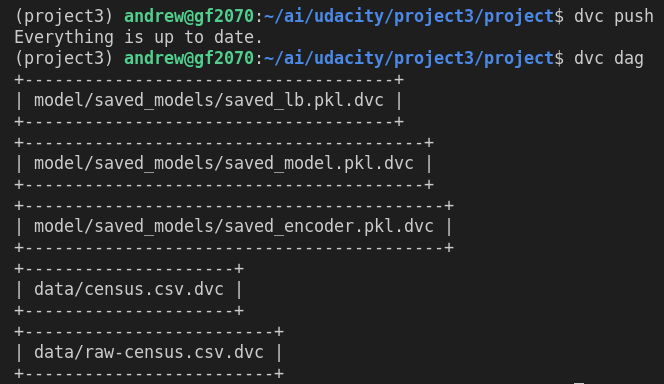 (project3) andrew@gf2070:~/ai/udacity/project3/project$ dvc push
Everything is up to date.
(project3) andrew@gf2070:~/ai/udacity/project3/project$ dvc dag
+-------------------------------------+
| model/saved_models/saved_lb.pkl.dvc |
+-------------------------------------+
+----------------------------------------+
| model/saved_models/saved_model.pkl.dvc |
+----------------------------------------+
+------------------------------------------+
| model/saved_models/saved_encoder.pkl.dvc |
+------------------------------------------+
+---------------------+
| data/census.csv.dvc |
+---------------------+
+-------------------------+
| data/raw-census.csv.dvc |
+-------------------------+